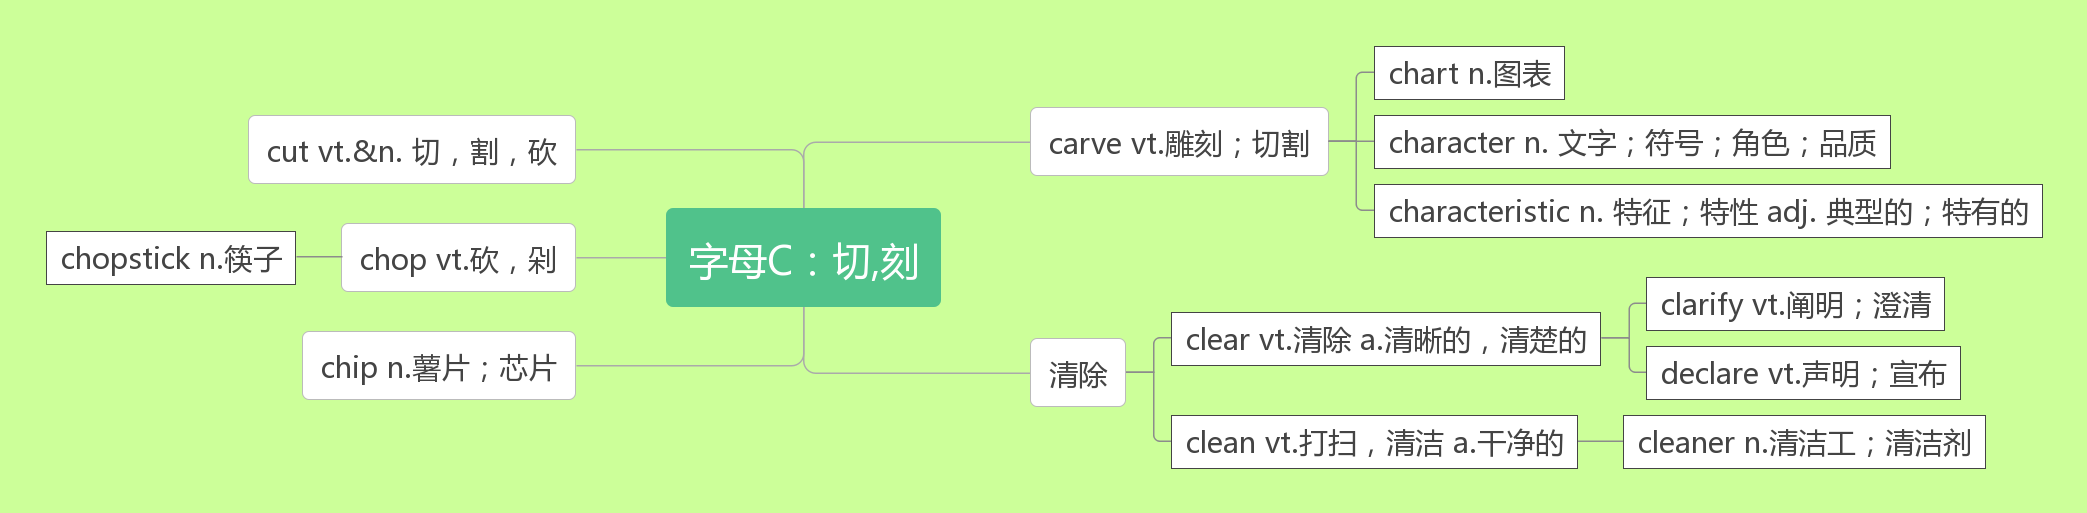 字母C：切,刻
cut vt.&n. 切，割，砍
chop vt.砍，剁
chopstick n.筷子
chip n.薯片；芯片
carve vt.雕刻；切割
chart n.图表
character n. 文字；符号；角色；品质
characteristic n. 特征；特性 adj. 典型的；特有的
清除
clear vt.清除 a.清晰的，清楚的
clarify vt.阐明；澄清
declare vt.声明；宣布
clean vt.打扫，清洁 a.干净的
cleaner n.清洁工；清洁剂